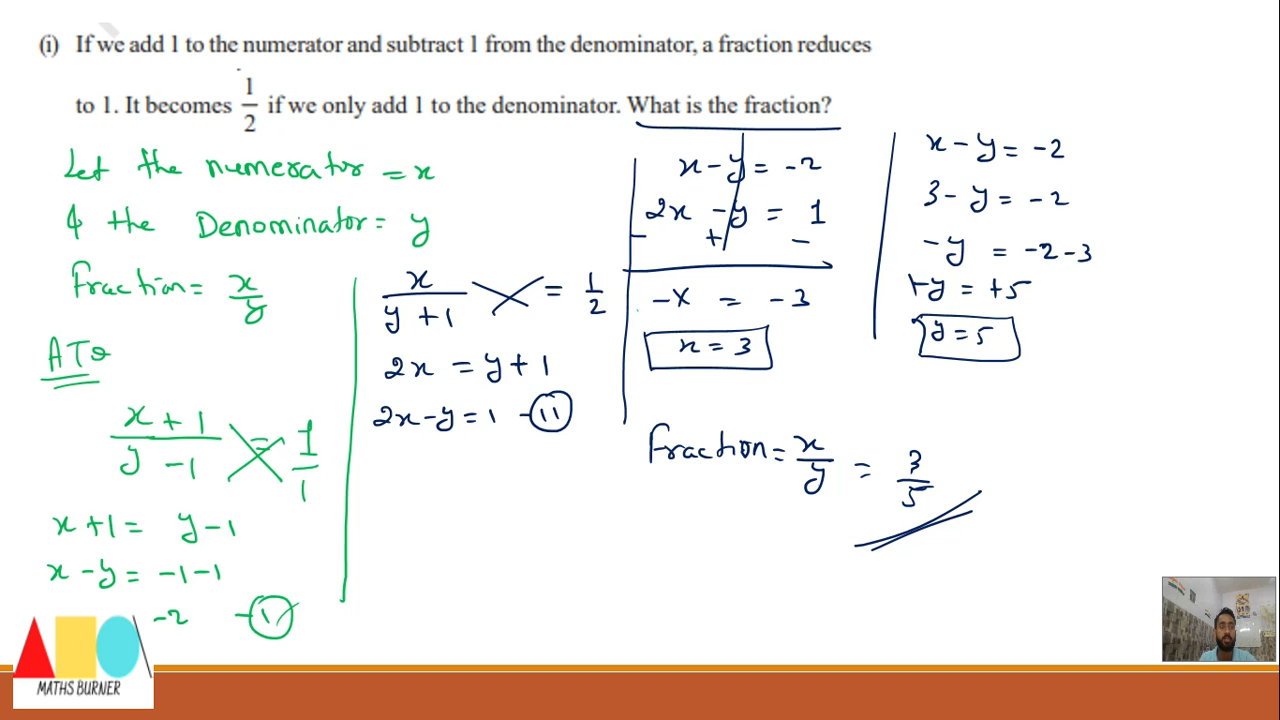 (i) If we add 1 to the numerator and subtract 1 from the denominator, a fraction reduces
to 1. It becomes 1/2 if we only add 1 to the denominator. What is the fraction?
Let the numerator = x
& the Denominator = y
Fraction = x/y
ATQ
(x + 1)/(y - 1) = 1/1
x + 1 = y - 1
x - y = -1 - 1
-2 - (1)
x/(y + 1) = 1/2
2x = y + 1
2x - y = 1 - (11)
x - y = -2
2x - y = 1
- + -
-x = -3
x = 3
x - y = -2
3 - y = -2
-y = -2 - 3
+y = +5
y = 5
Fraction = x/y = 3/5
MATHS BURNER